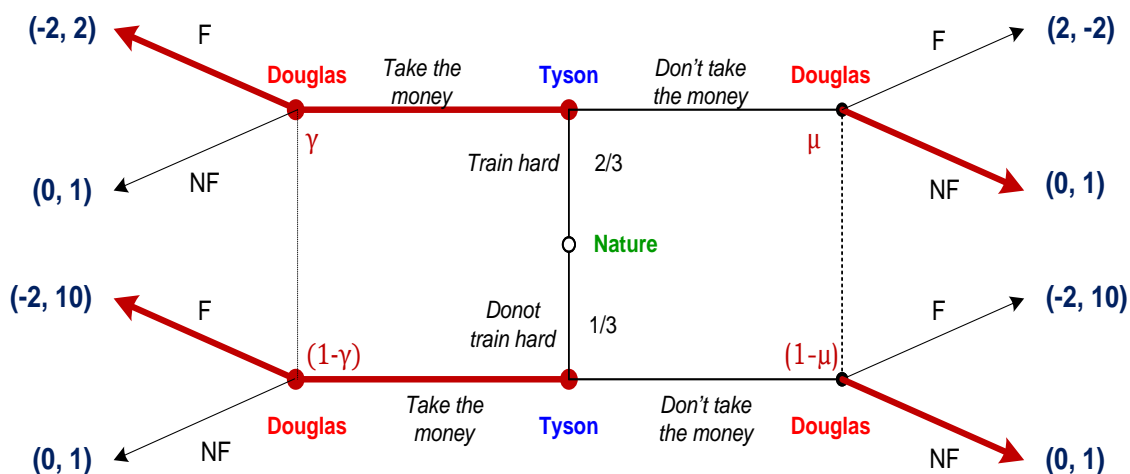 (-2, 2)
F
Douglas
Take the
money
Tyson
Don't take
the money
Douglas
F
(2, -2)
γ
μ
NF
(0, 1)
Train hard
2/3
NF
(0, 1)
Nature
(-2, 10)
F
Donot
train hard
1/3
F
(-2, 10)
(1-γ)
(1-μ)
Douglas
Take the
money
Tyson
Don't take
the money
Douglas
NF
(0, 1)
NF
(0, 1)